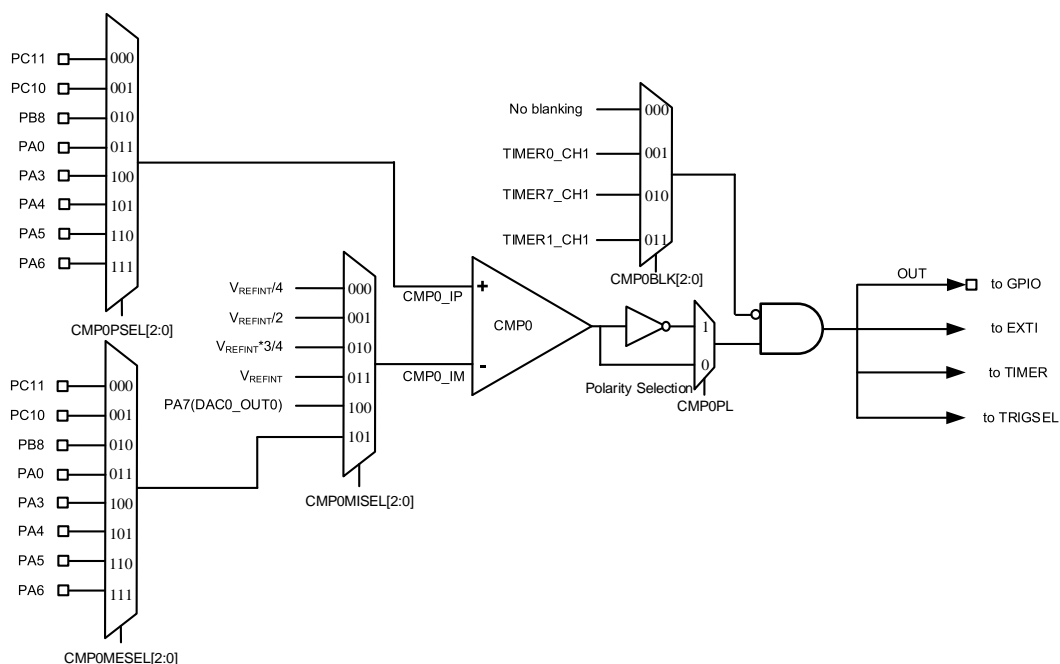 PC11
000
PC10
001
PB8
010
PA0
011
PA3
100
PA4
101
PA5
110
PA6
111
CMP0PSEL[2:0]
PC11
000
PC10
001
PB8
010
PA0
011
PA3
100
PA4
101
PA5
110
PA6
111
CMP0MESEL[2:0]
VREFINT/4
000
VREFINT/2
001
VREFINT*3/4
010
VREFINT
011
PA7(DAC0_OUT0)
100
101
CMP0MISEL[2:0]
CMP0_IP
CMP0_IM
+
CMP0
-
No blanking
000
TIMER0_CH1
001
TIMER7_CH1
010
TIMER1_CH1
011
CMP0BLK[2:0]
1
0
Polarity Selection
CMP0PL
OUT
to GPIO
to EXTI
to TIMER
to TRIGSEL